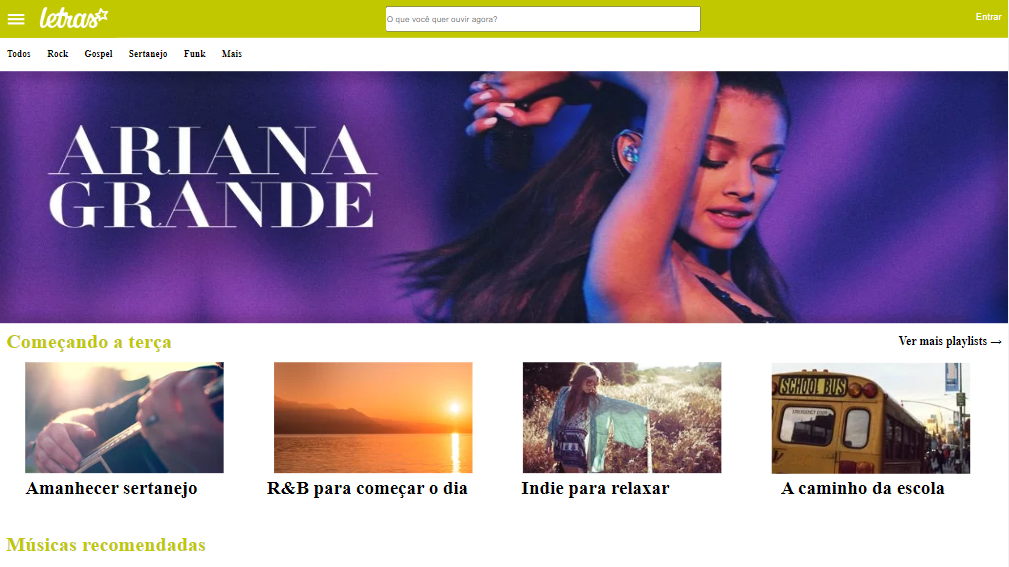 letras
O que você quer ouvir agora?
Entrar
Todos Rock Gospel Sertanejo Funk Mais
ARIANA
GRANDE
Começando a terça
Ver mais playlists →
SCHOOL BUS
EMERGENCY DOOR
Amanhecer sertanejo
R&B para começar o dia
Indie para relaxar
A caminho da escola
Músicas recomendadas